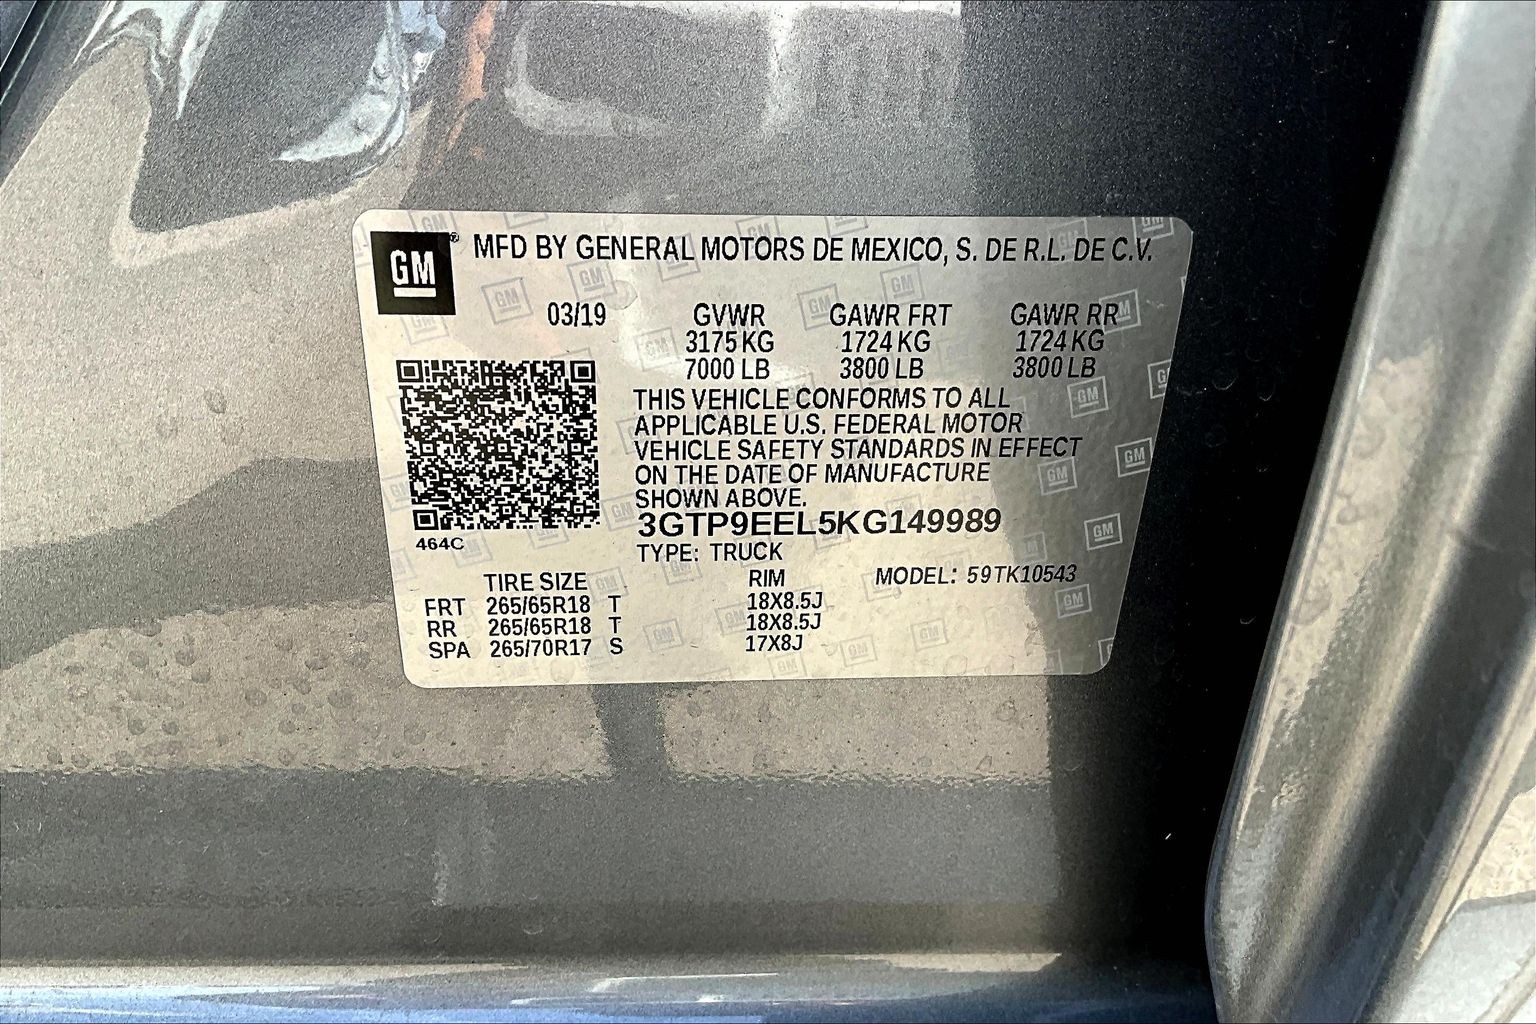 GM® MFD BY GENERAL MOTORS DE MEXICO, S. DE R.L. DE C.V.
03/19 GVWR GAWR FRT GAWR RR
3175 KG 1724 KG 1724 KG
7000 LB 3800 LB 3800 LB
THIS VEHICLE CONFORMS TO ALL
APPLICABLE U.S. FEDERAL MOTOR
VEHICLE SAFETY STANDARDS IN EFFECT
ON THE DATE OF MANUFACTURE
SHOWN ABOVE.
3GTP9EEL5KG149989
464C
TYPE: TRUCK
TIRE SIZE RIM MODEL: 59TK10543
FRT 265/65R18 T 18X8.5J
RR 265/65R18 T 18X8.5J
SPA 265/70R17 S 17X8J